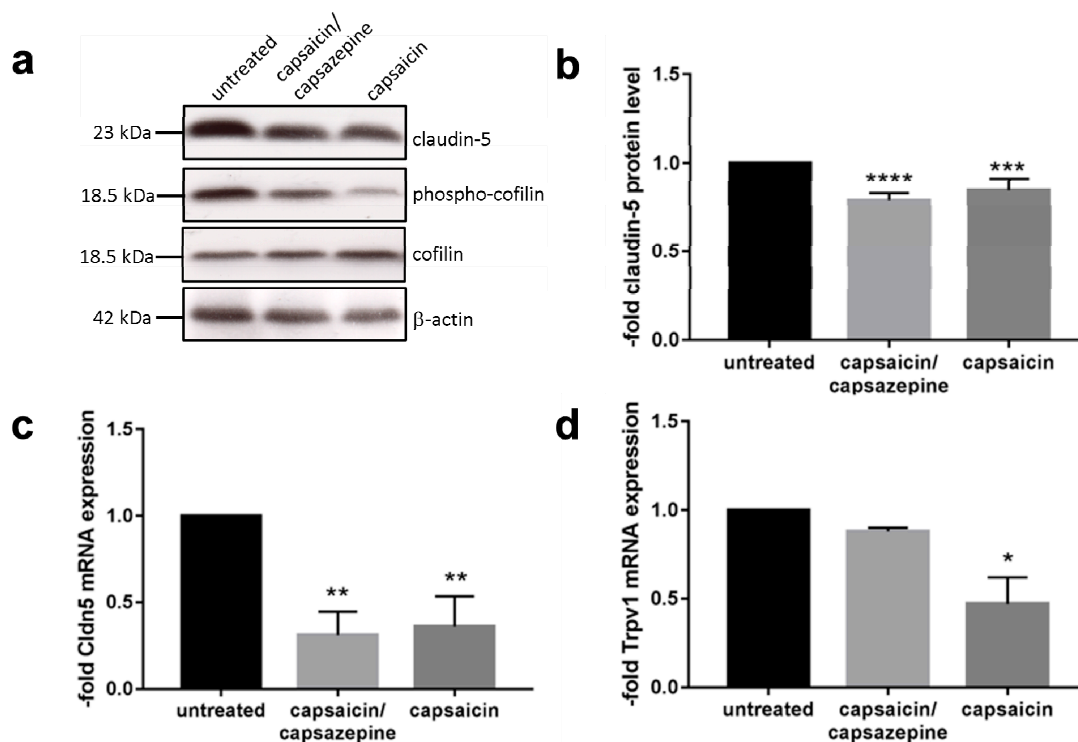 a
untreated
capsaicin/
capsazepine
capsaicin
23 kDa
claudin-5
18.5 kDa
phospho-cofilin
18.5 kDa
cofilin
42 kDa
β-actin
b
-fold claudin-5 protein level
1.5
1.0
0.5
0.0
****
***
untreated
capsaicin/
capsazepine
capsaicin
c
-fold Cldn5 mRNA expression
1.5
1.0
0.5
0.0
**
**
untreated
capsaicin/
capsazepine
capsaicin
d
-fold Trpv1 mRNA expression
1.5
1.0
0.5
0.0
*
untreated
capsaicin/
capsazepine
capsaicin